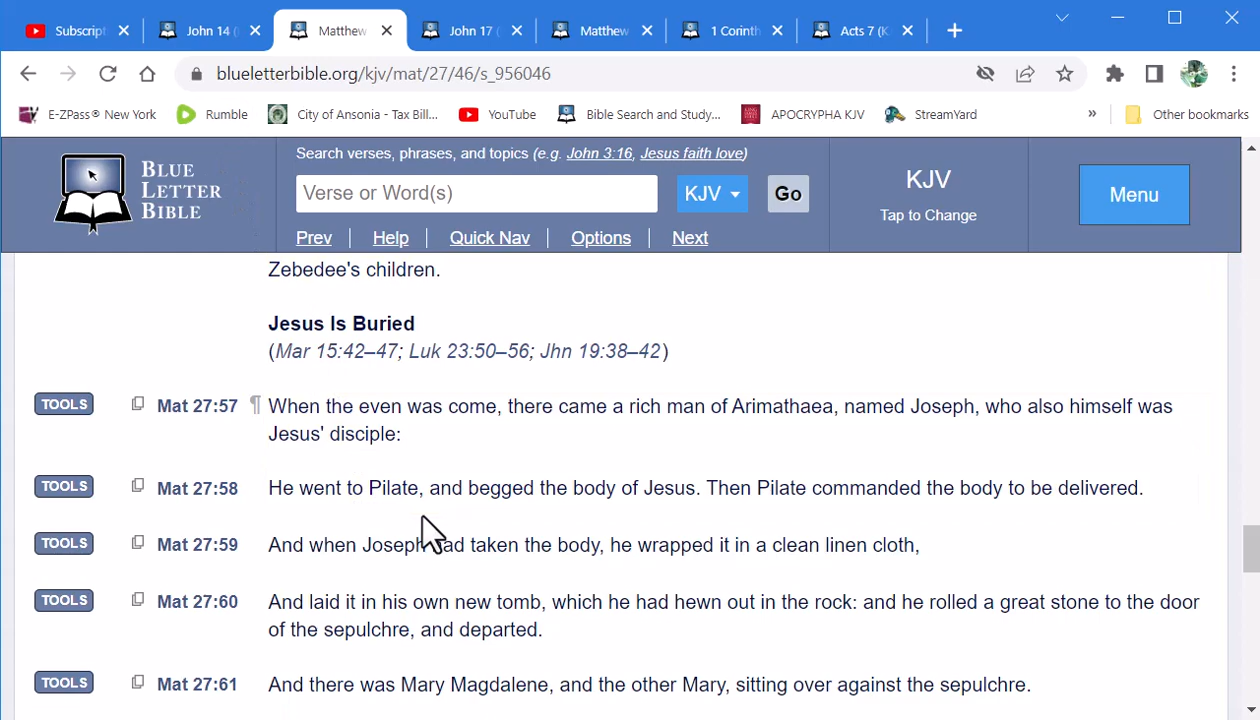 Subscript
John 14 (
Matthew
John 17 (
Matthew
1 Corinth
Acts 7 (K
blueletterbible.org/kjv/mat/27/46/s_956046
E-ZPass® New York
Rumble
City of Ansonia - Tax Bill...
YouTube
Bible Search and Study...
APOCRYPHA KJV
StreamYard
»
Other bookmarks
BLUE
LETTER
BIBLE
Search verses, phrases, and topics (e.g. John 3:16, Jesus faith love)
Verse or Word(s)
KJV
Go
Prev | Help | Quick Nav | Options | Next
KJV
Tap to Change
Menu
Zebedee's children.
Jesus Is Buried
(Mar 15:42–47; Luk 23:50–56; Jhn 19:38–42)
TOOLS Mat 27:57 ¶ When the even was come, there came a rich man of Arimathaea, named Joseph, who also himself was
Jesus' disciple:
TOOLS Mat 27:58 He went to Pilate, and begged the body of Jesus. Then Pilate commanded the body to be delivered.
TOOLS Mat 27:59 And when Joseph had taken the body, he wrapped it in a clean linen cloth,
TOOLS Mat 27:60 And laid it in his own new tomb, which he had hewn out in the rock: and he rolled a great stone to the door
of the sepulchre, and departed.
TOOLS Mat 27:61 And there was Mary Magdalene, and the other Mary, sitting over against the sepulchre.